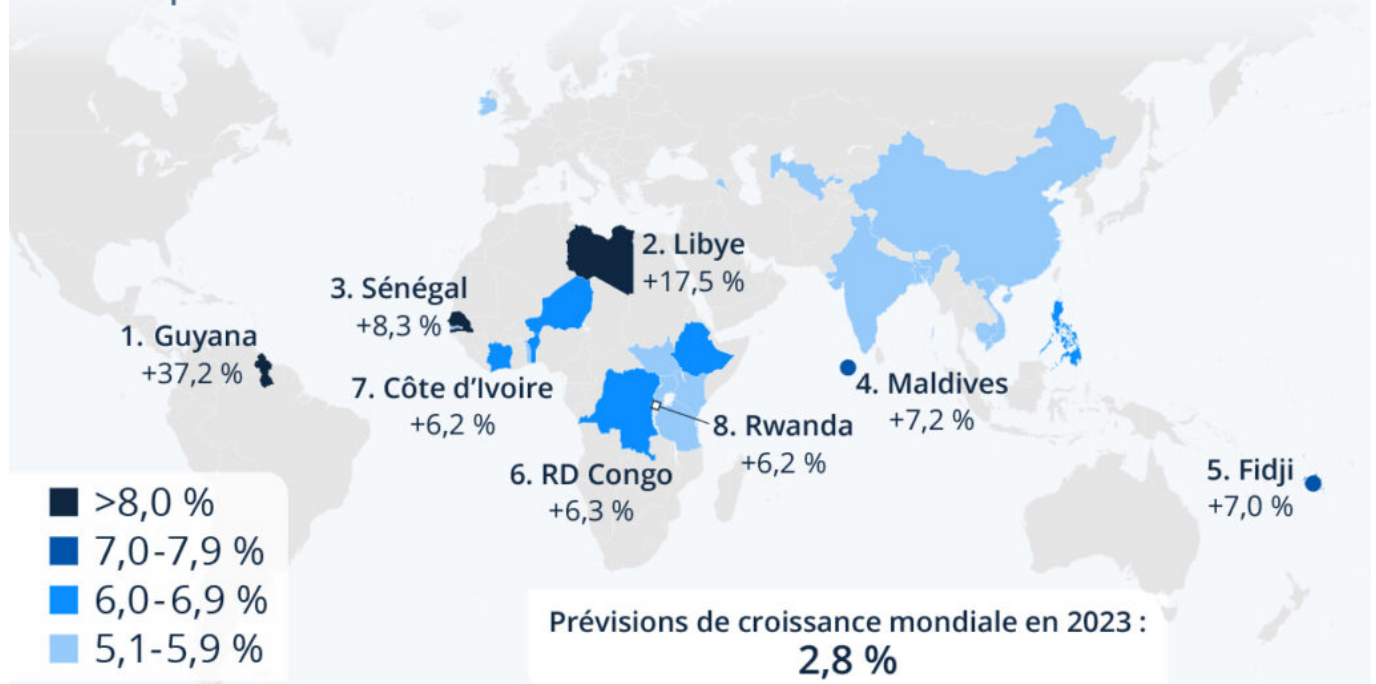 2. Libye
+17,5 %
3. Sénégal
+8,3 %
1. Guyana
+37,2 %
7. Côte d'Ivoire
+6,2 %
4. Maldives
+7,2 %
8. Rwanda
+6,2 %
6. RD Congo
+6,3 %
5. Fidji
+7,0 %
>8,0 %
7,0-7,9 %
6,0-6,9 %
5,1-5,9 %
Prévisions de croissance mondiale en 2023 :
2,8 %